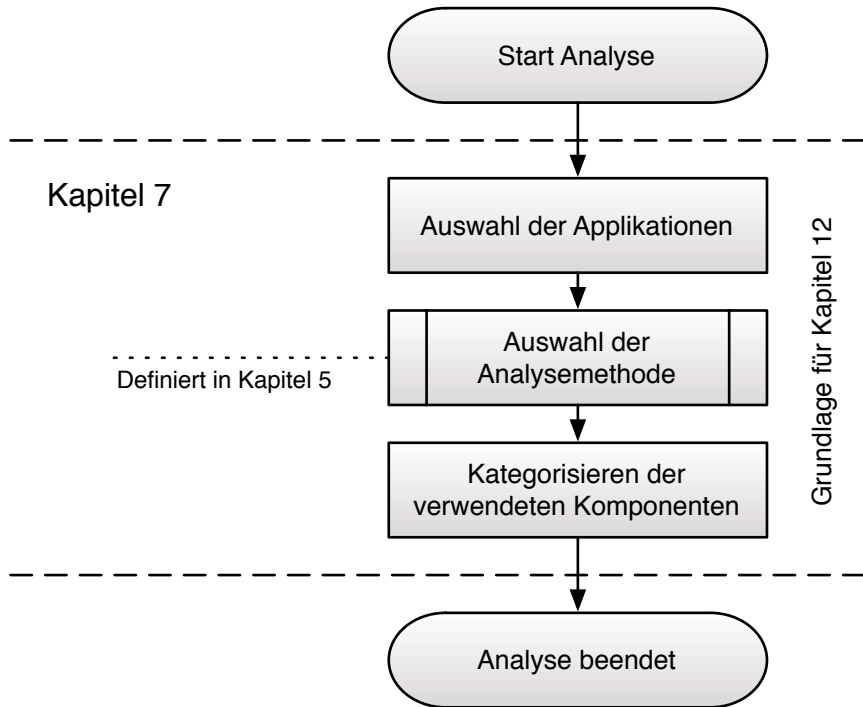 Start Analyse
Kapitel 7
Auswahl der Applikationen
Auswahl der
Analysemethode
Definiert in Kapitel 5
Kategorisieren der
verwendeten Komponenten
Grundlage für Kapitel 12
Analyse beendet